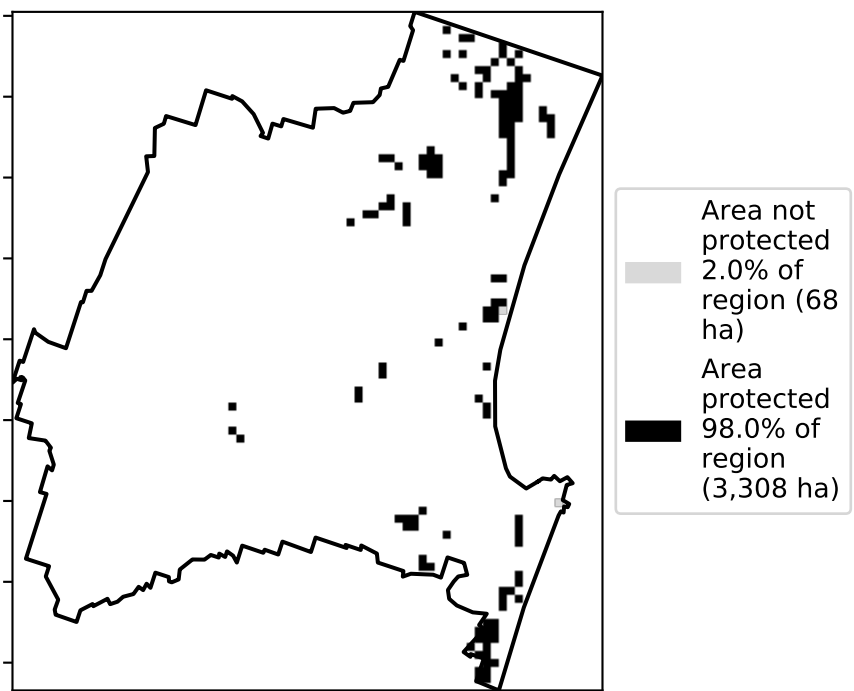 Area not
protected
2.0% of
region (68
ha)
Area
protected
98.0% of
region
(3,308 ha)